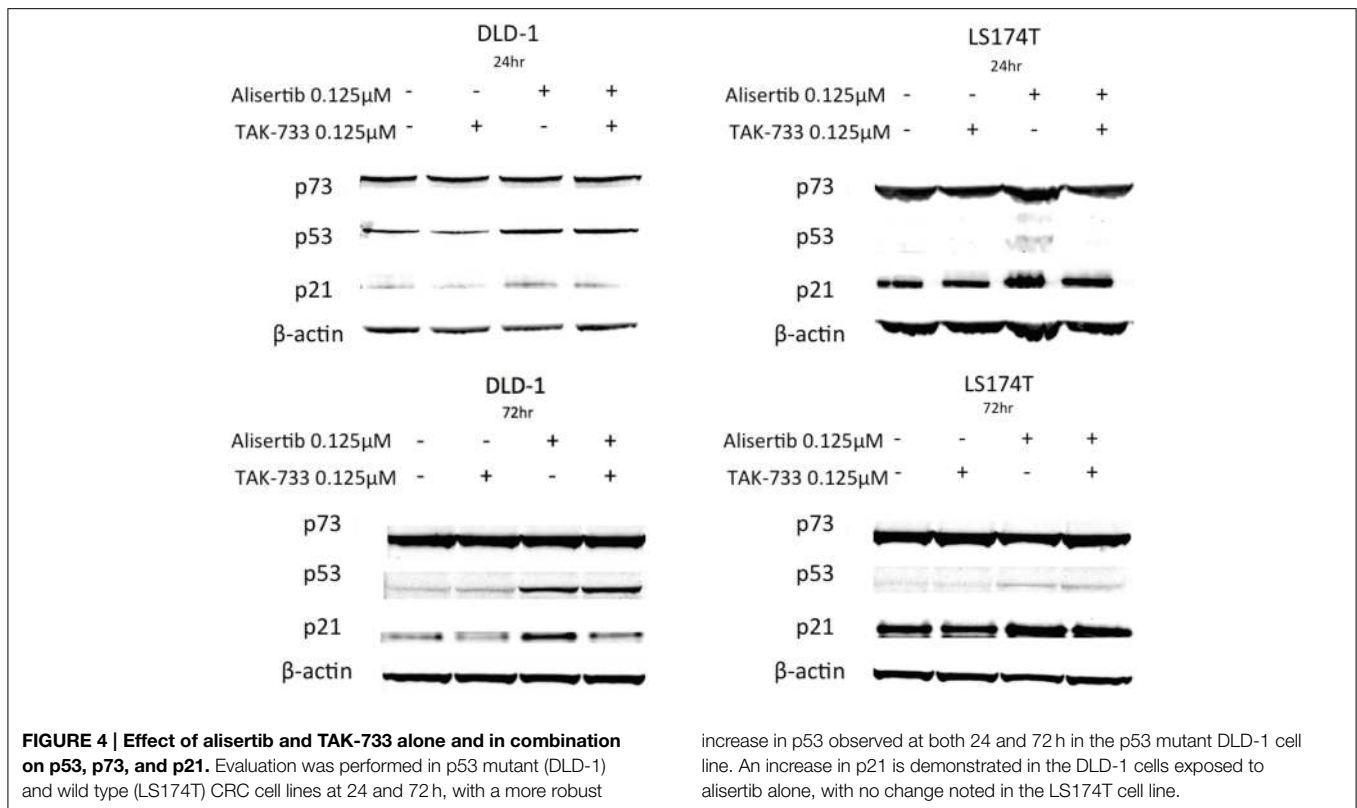 DLD-1
24hr
Alisertib 0.125µM - - + +
TAK-733 0.125µM - + - +
p73
p53
p21
β-actin
LS174T
24hr
Alisertib 0.125µM - - + +
TAK-733 0.125µM - + - +
p73
p53
p21
β-actin
DLD-1
72hr
Alisertib 0.125µM - - + +
TAK-733 0.125µM - + - +
p73
p53
p21
β-actin
LS174T
72hr
Alisertib 0.125µM - - + +
TAK-733 0.125µM - + - +
p73
p53
p21
β-actin
FIGURE 4 | Effect of alisertib and TAK-733 alone and in combination
on p53, p73, and p21. Evaluation was performed in p53 mutant (DLD-1)
and wild type (LS174T) CRC cell lines at 24 and 72 h, with a more robust
increase in p53 observed at both 24 and 72 h in the p53 mutant DLD-1 cell
line. An increase in p21 is demonstrated in the DLD-1 cells exposed to
alisertib alone, with no change noted in the LS174T cell line.